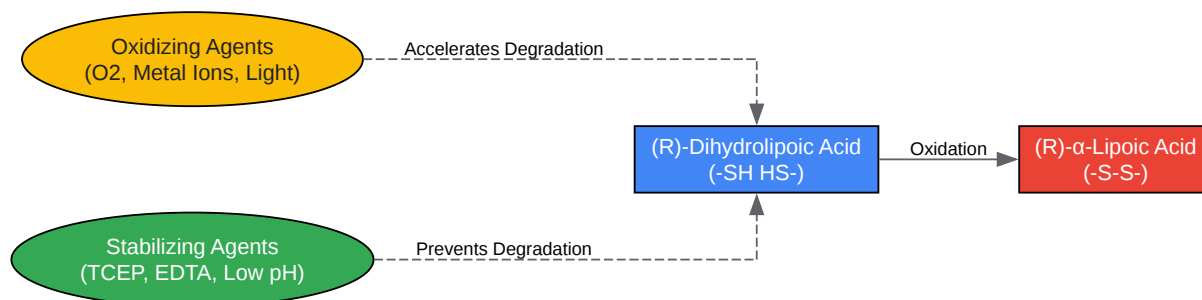 Oxidizing Agents
(O2, Metal Ions, Light)
Accelerates Degradation
(R)-Dihydrolipoic Acid
(-SH HS-)
Oxidation
(R)-α-Lipoic Acid
(-S-S-)
Stabilizing Agents
(TCEP, EDTA, Low pH)
Prevents Degradation